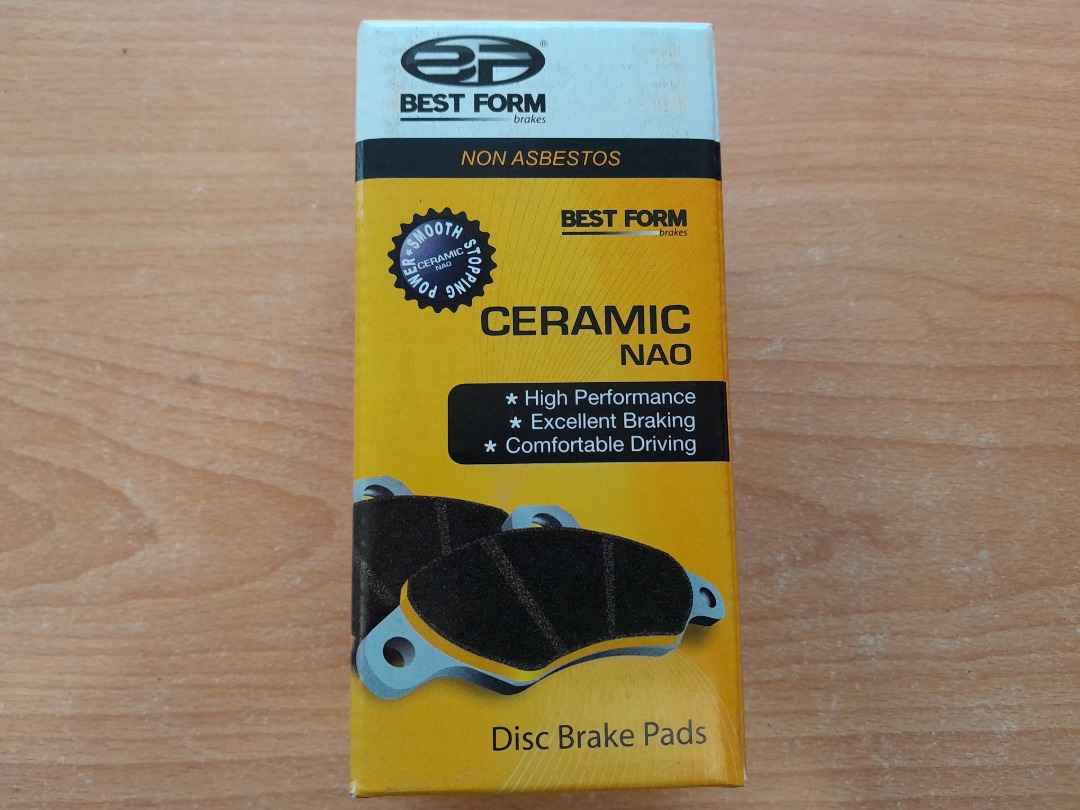 BF®
BEST FORM
brakes
NON ASBESTOS
BEST FORM
brakes
SMOOTH STOPPING POWER★
CERAMIC
NAO
CERAMIC
NAO
★ High Performance
★ Excellent Braking
★ Comfortable Driving
Disc Brake Pads